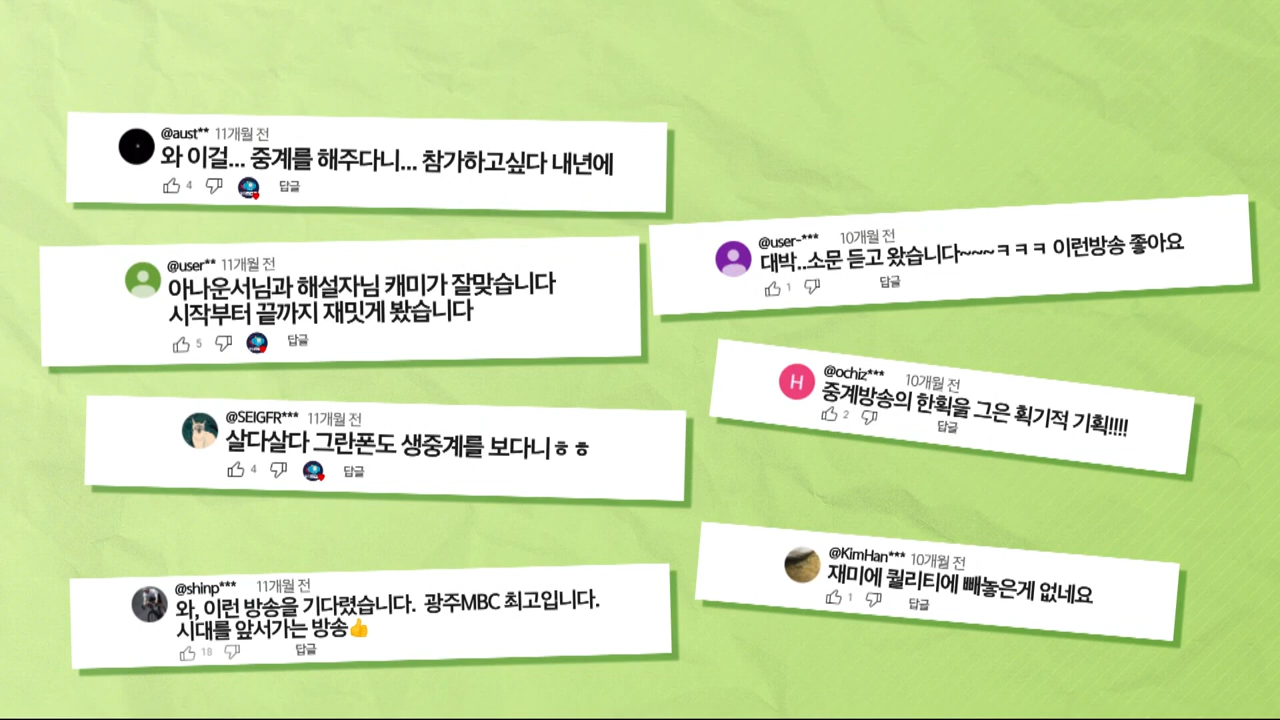 @aust** 11개월 전
와 이걸... 중계를 해주다니... 참가하고싶다 내년에
4 답글
@user** 11개월 전
아나운서님과 해설자님 캐미가 잘맞습니다
시작부터 끝까지 재밋게 봤습니다
5 답글
@SEIGFR*** 11개월 전
살다살다 그란폰도 생중계를 보다니ㅎㅎ
4 답글
@shinp*** 11개월 전
와, 이런 방송을 기다렸습니다. 광주MBC 최고입니다.
시대를 앞서가는 방송👍
18 답글
@user-*** 10개월 전
대박..소문 듣고 왔습니다~~~ㅋㅋㅋ 이런방송 좋아요
1 답글
H
@ochiz*** 10개월 전
중계방송의 한획을 그은 획기적 기획!!!!
2 답글
@KimHan*** 10개월 전
재미에 퀄리티에 빼놓은게 없네요
1 답글